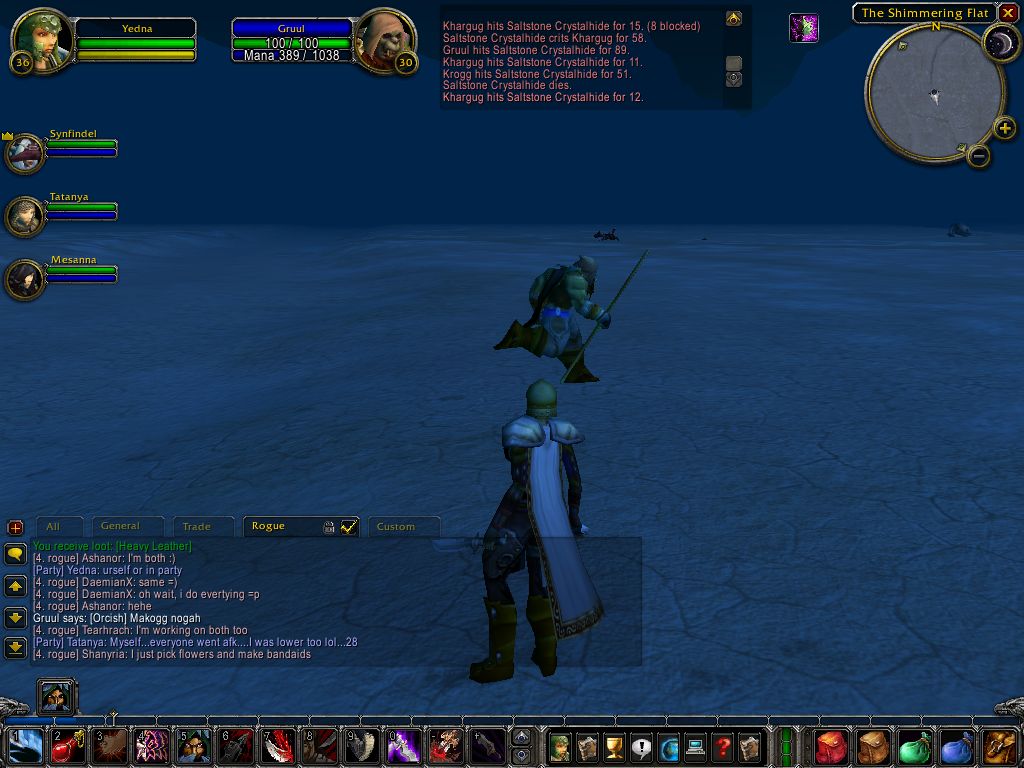 Yedna
36
Gruul
100 / 100
Mana 389 / 1038
30
Khargug hits Saltstone Crystalhide for 15. (8 blocked)
Saltstone Crystalhide crits Khargug for 58.
Gruul hits Saltstone Crystalhide for 89.
Khargug hits Saltstone Crystalhide for 11.
Krogg hits Saltstone Crystalhide for 51.
Saltstone Crystalhide dies.
Khargug hits Saltstone Crystalhide for 12.
The Shimmering Flat
N
Synfindel
Tatanya
Mesanna
All
General
Trade
Rogue
Custom
You receive loot: [Heavy Leather]
[4. rogue] Ashanor: I'm both :)
[Party] Yedna: urself or in party
[4. rogue] DaemianX: same =)
[4. rogue] DaemianX: oh wait, i do evertying =p
[4. rogue] Ashanor: hehe
Gruul says: [Orcish] Makogg nogah
[4. rogue] Tearhrach: I'm working on both too
[Party] Tatanya: Myself...everyone went afk....I was lower too lol...28
[4. rogue] Shanyria: I just pick flowers and make bandaids
1 2 3 4 5 6 7 8 9 0 -